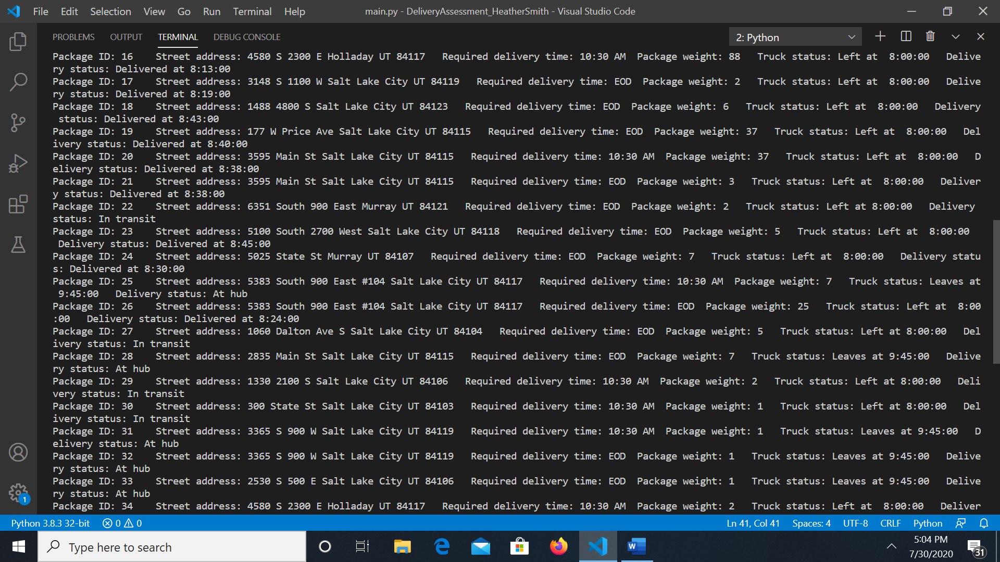 File Edit Selection View Go Run Terminal Help main.py - DeliveryAssessment_HeatherSmith - Visual Studio Code
PROBLEMS OUTPUT TERMINAL DEBUG CONSOLE 2: Python
Package ID: 16    Street address: 4580 S 2300 E Holladay UT 84117   Required delivery time: 10:30 AM  Package weight: 88   Truck status: Left at  8:00:00   Delive
ry status: Delivered at 8:13:00
Package ID: 17    Street address: 3148 S 1100 W Salt Lake City UT 84119   Required delivery time: EOD  Package weight: 2   Truck status: Left at  8:00:00   Delive
ry status: Delivered at 8:19:00
Package ID: 18    Street address: 1488 4800 S Salt Lake City UT 84123   Required delivery time: EOD  Package weight: 6   Truck status: Left at  8:00:00   Delivery
 status: Delivered at 8:43:00
Package ID: 19    Street address: 177 W Price Ave Salt Lake City UT 84115   Required delivery time: EOD  Package weight: 37   Truck status: Left at  8:00:00   Del
ivery status: Delivered at 8:40:00
Package ID: 20    Street address: 3595 Main St Salt Lake City UT 84115   Required delivery time: 10:30 AM  Package weight: 37   Truck status: Left at  8:00:00   D
elivery status: Delivered at 8:38:00
Package ID: 21    Street address: 3595 Main St Salt Lake City UT 84115   Required delivery time: EOD  Package weight: 3   Truck status: Left at  8:00:00   Deliver
y status: Delivered at 8:38:00
Package ID: 22    Street address: 6351 South 900 East Murray UT 84121   Required delivery time: EOD  Package weight: 2   Truck status: Left at 8:00:00   Delivery
status: In transit
Package ID: 23    Street address: 5100 South 2700 West Salt Lake City UT 84118   Required delivery time: EOD  Package weight: 5   Truck status: Left at  8:00:00
 Delivery status: Delivered at 8:45:00
Package ID: 24    Street address: 5025 State St Murray UT 84107   Required delivery time: EOD  Package weight: 7   Truck status: Left at  8:00:00   Delivery statu
s: Delivered at 8:30:00
Package ID: 25    Street address: 5383 South 900 East #104 Salt Lake City UT 84117   Required delivery time: 10:30 AM  Package weight: 7   Truck status: Leaves at
 9:45:00   Delivery status: At hub
Package ID: 26    Street address: 5383 South 900 East #104 Salt Lake City UT 84117   Required delivery time: EOD  Package weight: 25   Truck status: Left at  8:00
:00   Delivery status: Delivered at 8:24:00
Package ID: 27    Street address: 1060 Dalton Ave S Salt Lake City UT 84104   Required delivery time: EOD  Package weight: 5   Truck status: Left at 8:00:00   Del
ivery status: In transit
Package ID: 28    Street address: 2835 Main St Salt Lake City UT 84115   Required delivery time: EOD  Package weight: 7   Truck status: Leaves at 9:45:00   Delive
ry status: At hub
Package ID: 29    Street address: 1330 2100 S Salt Lake City UT 84106   Required delivery time: 10:30 AM  Package weight: 2   Truck status: Left at 8:00:00   Deli
very status: In transit
Package ID: 30    Street address: 300 State St Salt Lake City UT 84103   Required delivery time: 10:30 AM  Package weight: 1   Truck status: Left at 8:00:00   Del
ivery status: In transit
Package ID: 31    Street address: 3365 S 900 W Salt Lake City UT 84119   Required delivery time: 10:30 AM  Package weight: 1   Truck status: Leaves at 9:45:00   D
elivery status: At hub
Package ID: 32    Street address: 3365 S 900 W Salt Lake City UT 84119   Required delivery time: EOD  Package weight: 1   Truck status: Leaves at 9:45:00   Delive
ry status: At hub
Package ID: 33    Street address: 2530 S 500 E Salt Lake City UT 84106   Required delivery time: EOD  Package weight: 1   Truck status: Leaves at 9:45:00   Delive
ry status: At hub
Package ID: 34    Street address: 4580 S 2300 E Holladay UT 84117   Required delivery time: 10:30 AM  Package weight: 2   Truck status: Left at  8:00:00   Deliver
1
Python 3.8.3 32-bit 0 0 Ln 41, Col 41 Spaces: 4 UTF-8 CRLF Python
Type here to search
W
5:04 PM
7/30/2020
31